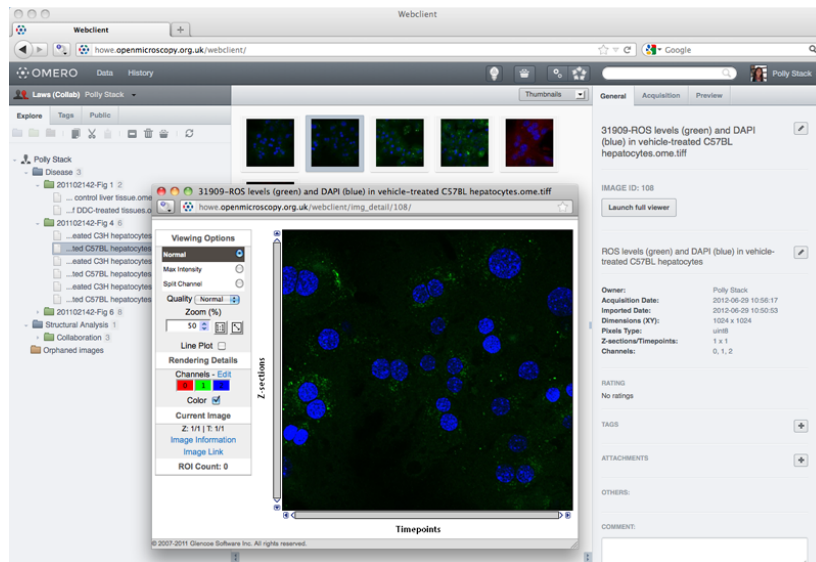 Webclient
Webclient
howe.openmicroscopy.org.uk/webclient/
Google
OMERO Data History
Polly Stack
Laws (Collab) Polly Stack
Thumbnails
General Acquisition Preview
Explore Tags Public
Polly Stack
Disease 3
201102142-Fig 1 2
... control liver tissue.ome
...f DDC-treated tissues.o
201102142-Fig 4 6
...eated C3H hepatocytes
...ted C57BL hepatocytes
...eated C3H hepatocytes
...ted C57BL hepatocytes
...eated C3H hepatocytes
...ted C57BL hepatocytes
201102142-Fig 6 8
Structural Analysis 1
Collaboration 3
Orphaned images
31909-ROS levels (green) and DAPI (blue) in vehicle-treated C57BL hepatocytes.ome.tiff
howe.openmicroscopy.org.uk/webclient/img_detail/108/
Viewing Options
Normal
Max Intensity
Split Channel
Quality Normal
Zoom (%)
50 1:1
Line Plot
Rendering Details
Channels - Edit
0 1 2
Color
Current Image
Z: 1/1 | T: 1/1
Image Information
Image Link
ROI Count: 0
Z-sections
Timepoints
© 2007-2011 Glencoe Software Inc. All rights reserved.
31909-ROS levels (green) and DAPI
(blue) in vehicle-treated C57BL
hepatocytes.ome.tiff
IMAGE ID: 108
Launch full viewer
ROS levels (green) and DAPI (blue) in vehicle-
treated C57BL hepatocytes
Owner: Polly Stack
Acquisition Date: 2012-06-29 10:56:17
Imported Date: 2012-06-29 10:50:53
Dimensions (XY): 1024 x 1024
Pixels Type: uint8
Z-sections/Timepoints: 1 x 1
Channels: 0, 1, 2
RATING
No ratings
TAGS
ATTACHMENTS
OTHERS:
COMMENT: